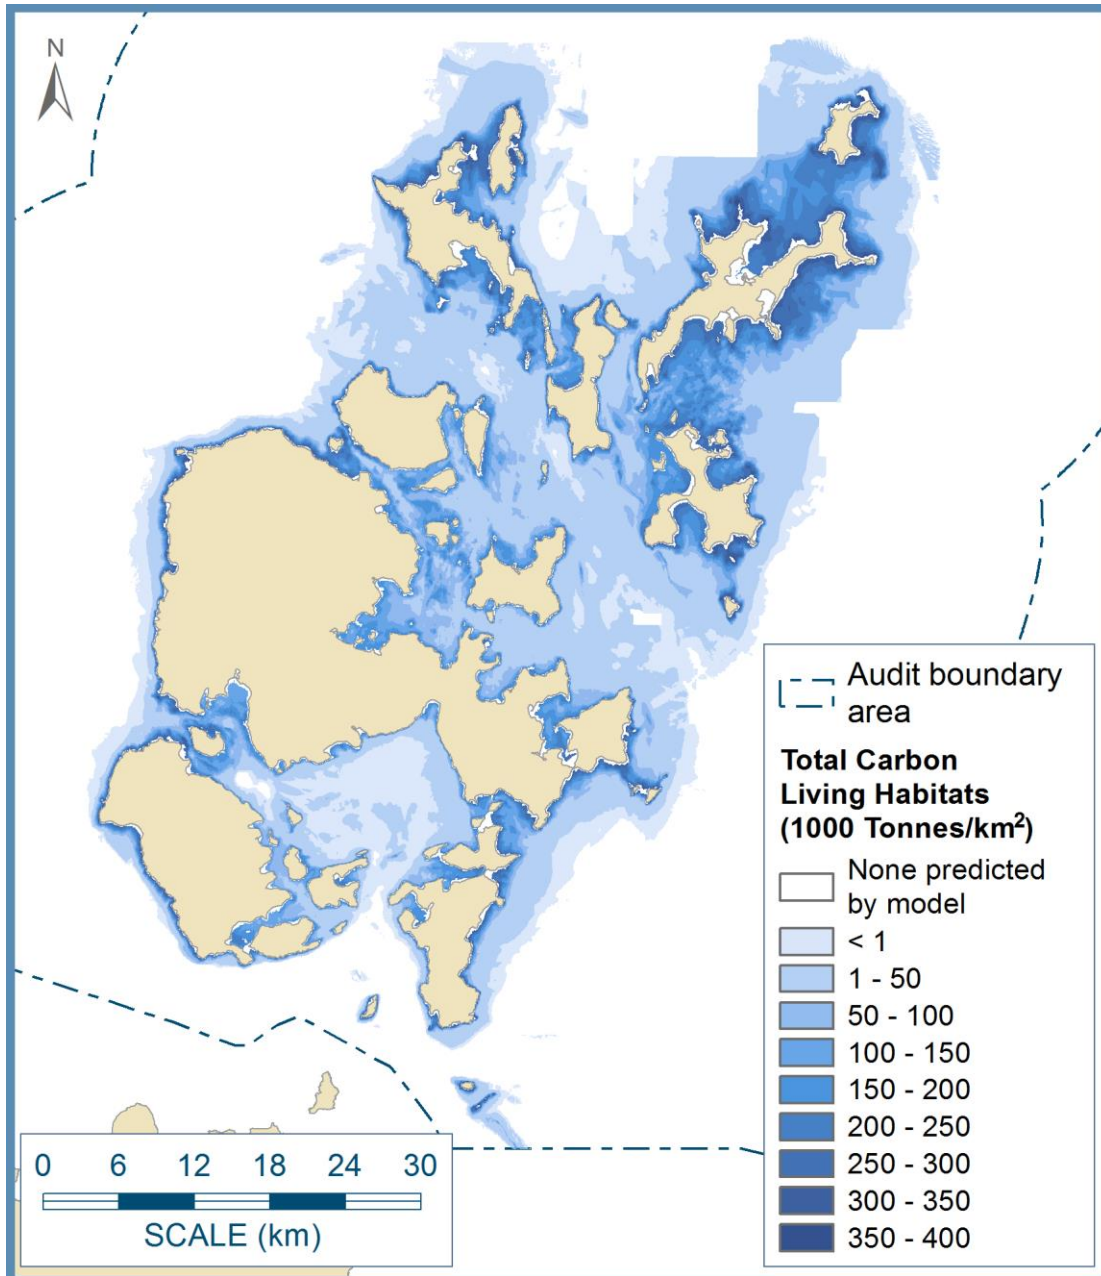 N
Audit boundary
area
Total Carbon
Living Habitats
(1000 Tonnes/km²)
None predicted
by model
< 1
1 - 50
50 - 100
100 - 150
150 - 200
200 - 250
250 - 300
300 - 350
350 - 400
0 6 12 18 24 30
SCALE (km)